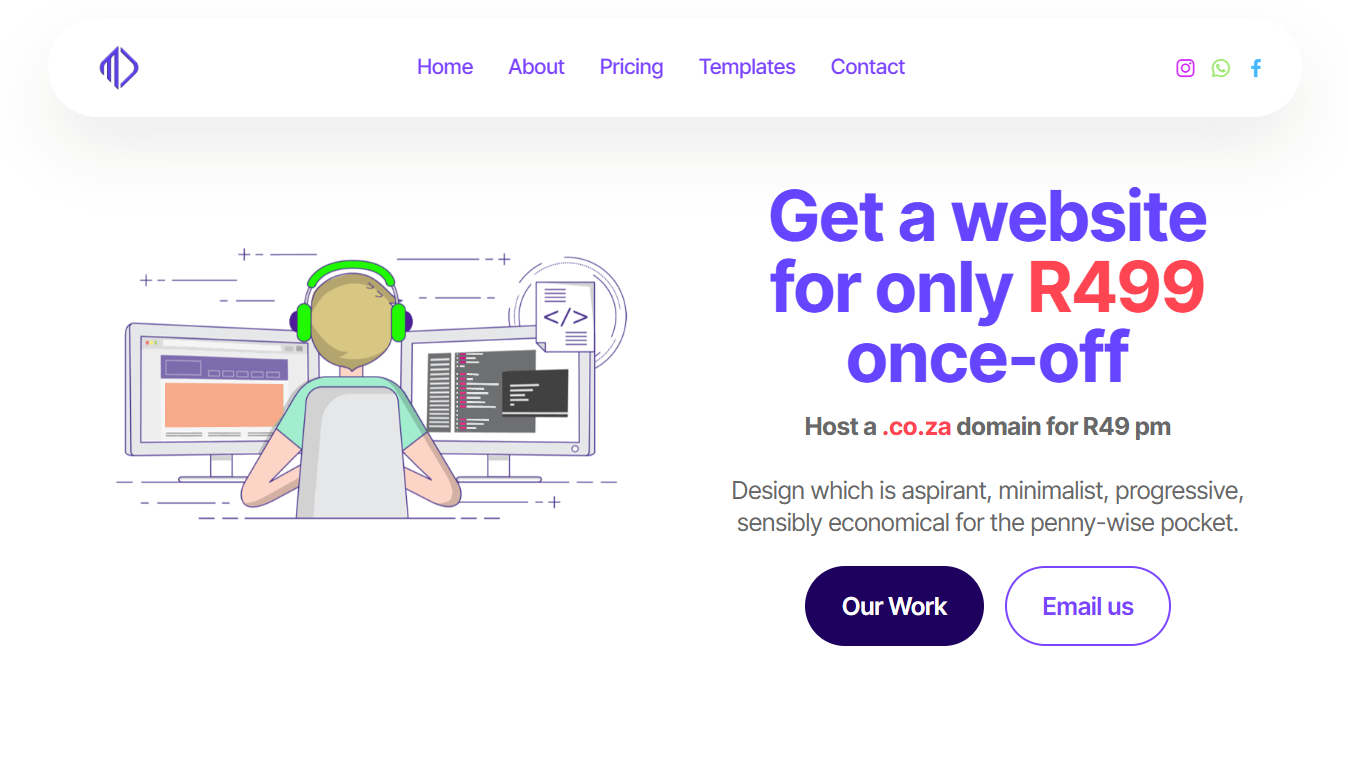 Home About Pricing Templates Contact
Get a website
for only R499
once-off
Host a .co.za domain for R49 pm
Design which is aspirant, minimalist, progressive,
sensibly economical for the penny-wise pocket.
Our Work Email us